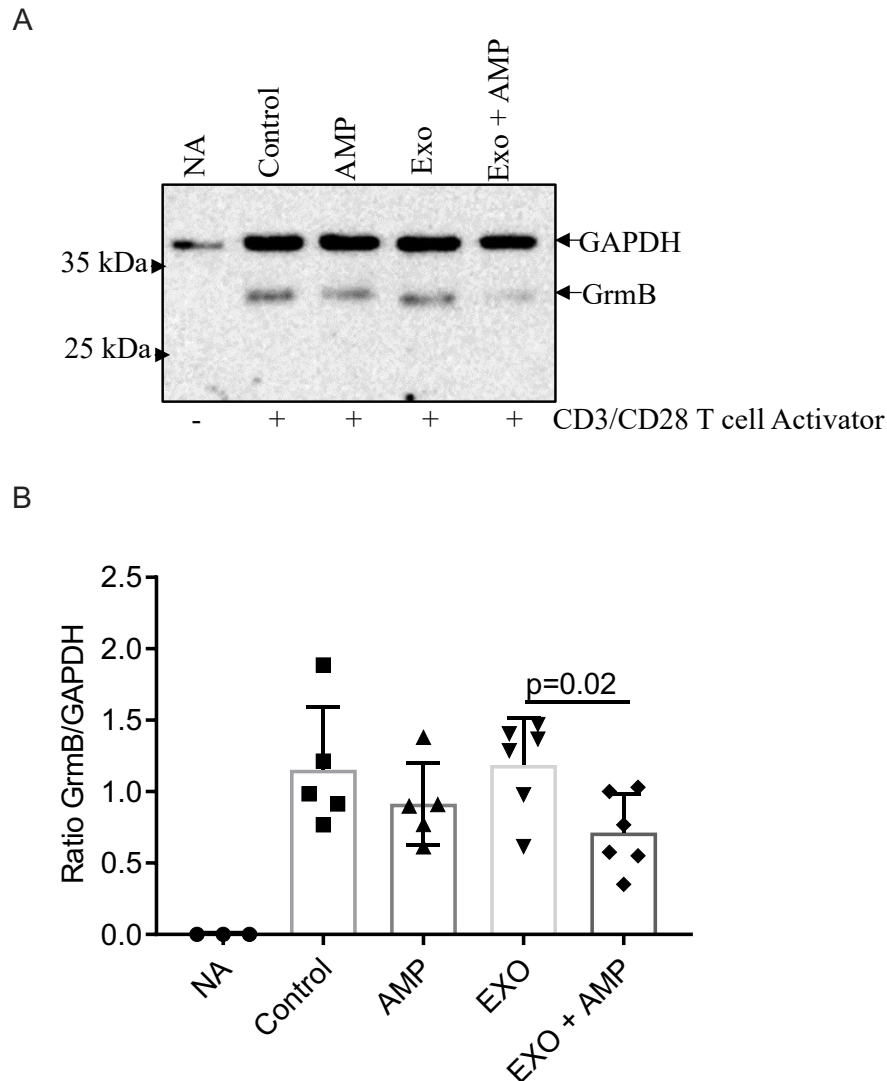 A
NA Control AMP Exo Exo + AMP
GAPDH
35 kDa
GrmB
25 kDa
- + + + + CD3/CD28 T cell Activator
B
2.5
2.0
1.5
1.0
0.5
0.0
Ratio GrmB/GAPDH
p=0.02
NA Control AMP EXO EXO + AMP